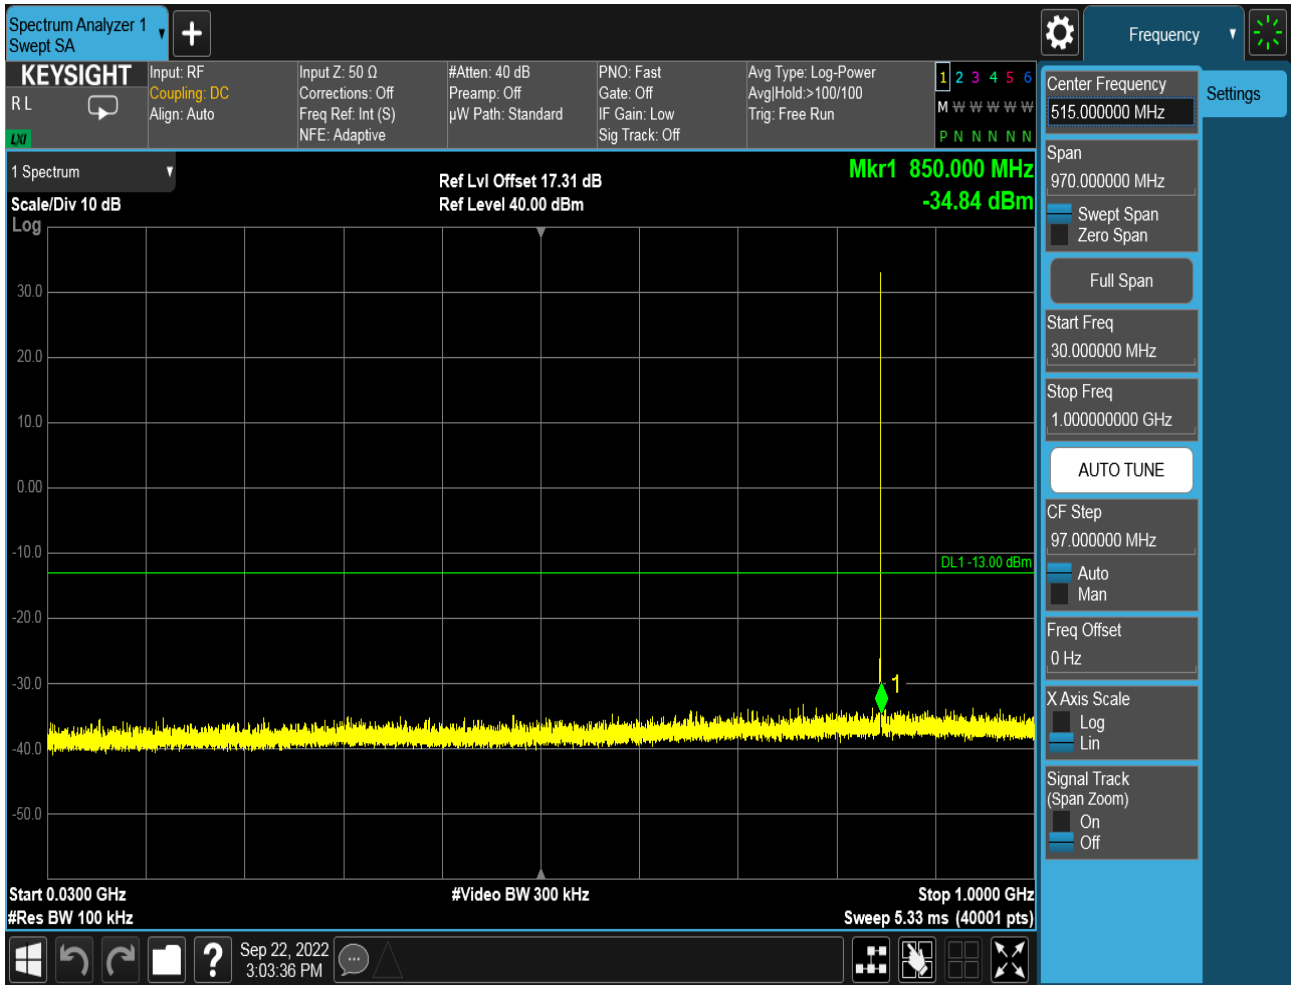 Spectrum Analyzer 1
Swept SA
Frequency
KEYSIGHT
R L
LXI
Input: RF
Coupling: DC
Align: Auto
Input Z: 50 Ω
Corrections: Off
Freq Ref: Int (S)
NFE: Adaptive
#Atten: 40 dB
Preamp: Off
µW Path: Standard
PNO: Fast
Gate: Off
IF Gain: Low
Sig Track: Off
Avg Type: Log-Power
Avg|Hold:>100/100
Trig: Free Run
1 2 3 4 5 6
M W W W W W
P N N N N N
1 Spectrum
Scale/Div 10 dB
Log
Ref Lvl Offset 17.31 dB
Ref Level 40.00 dBm
Mkr1 850.000 MHz
-34.84 dBm
30.0
20.0
10.0
0.00
-10.0
DL1 -13.00 dBm
-20.0
-30.0
1
-40.0
-50.0
Start 0.0300 GHz
#Video BW 300 kHz
Stop 1.0000 GHz
#Res BW 100 kHz
Sweep 5.33 ms (40001 pts)
Center Frequency
515.000000 MHz
Settings
Span
970.000000 MHz
Swept Span
Zero Span
Full Span
Start Freq
30.000000 MHz
Stop Freq
1.000000000 GHz
AUTO TUNE
CF Step
97.000000 MHz
Auto
Man
Freq Offset
0 Hz
X Axis Scale
Log
Lin
Signal Track
(Span Zoom)
On
Off
?
Sep 22, 2022
3:03:36 PM